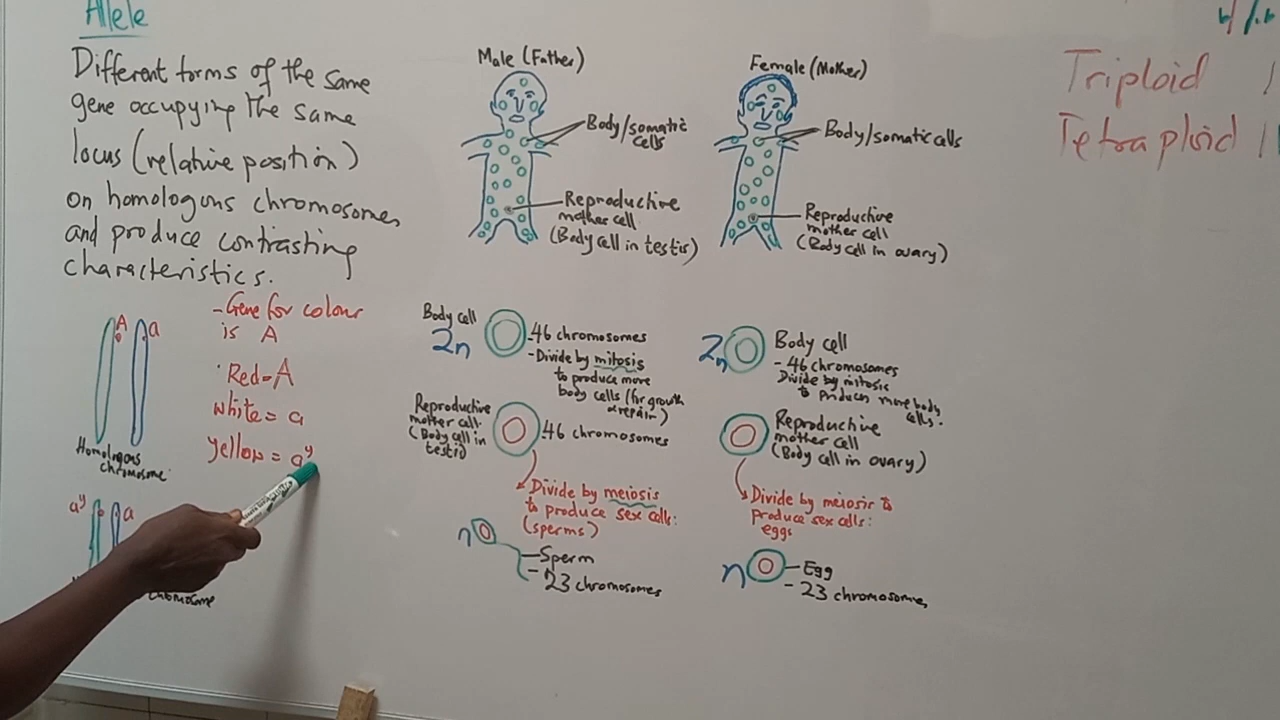 Allele
Different forms of the same
gene occupying the same
locus (relative position)
on homologous chromosomes
and produce contrasting
characteristics.
A
a
Homologous
chromosome
- Gene for colour
is A
Red = A
white = a
yellow = aʸ
aʸ
a
chromosome
Male (Father)
Body/somatic
cells
Reproductive
mother cell
(Body cell in testis)
Female (Mother)
Body/somatic cells
Reproductive
mother cell
(Body cell in ovary)
Body cell
2n
- 46 chromosomes
- Divide by mitosis
to produce more
body cells (for growth
& repair)
Reproductive
mother cell
(Body cell in
testis)
- 46 chromosomes
Divide by meiosis
to produce sex cells:
(sperms)
n
Sperm
- 23 chromosomes
2n
Body cell
- 46 chromosomes
Divide by mitosis
to produce more body
cells.
Reproductive
mother cell
(Body cell in ovary)
Divide by meiosis to
produce sex cells:
eggs
n
Egg
- 23 chromosomes
Triploid
Tetraploid